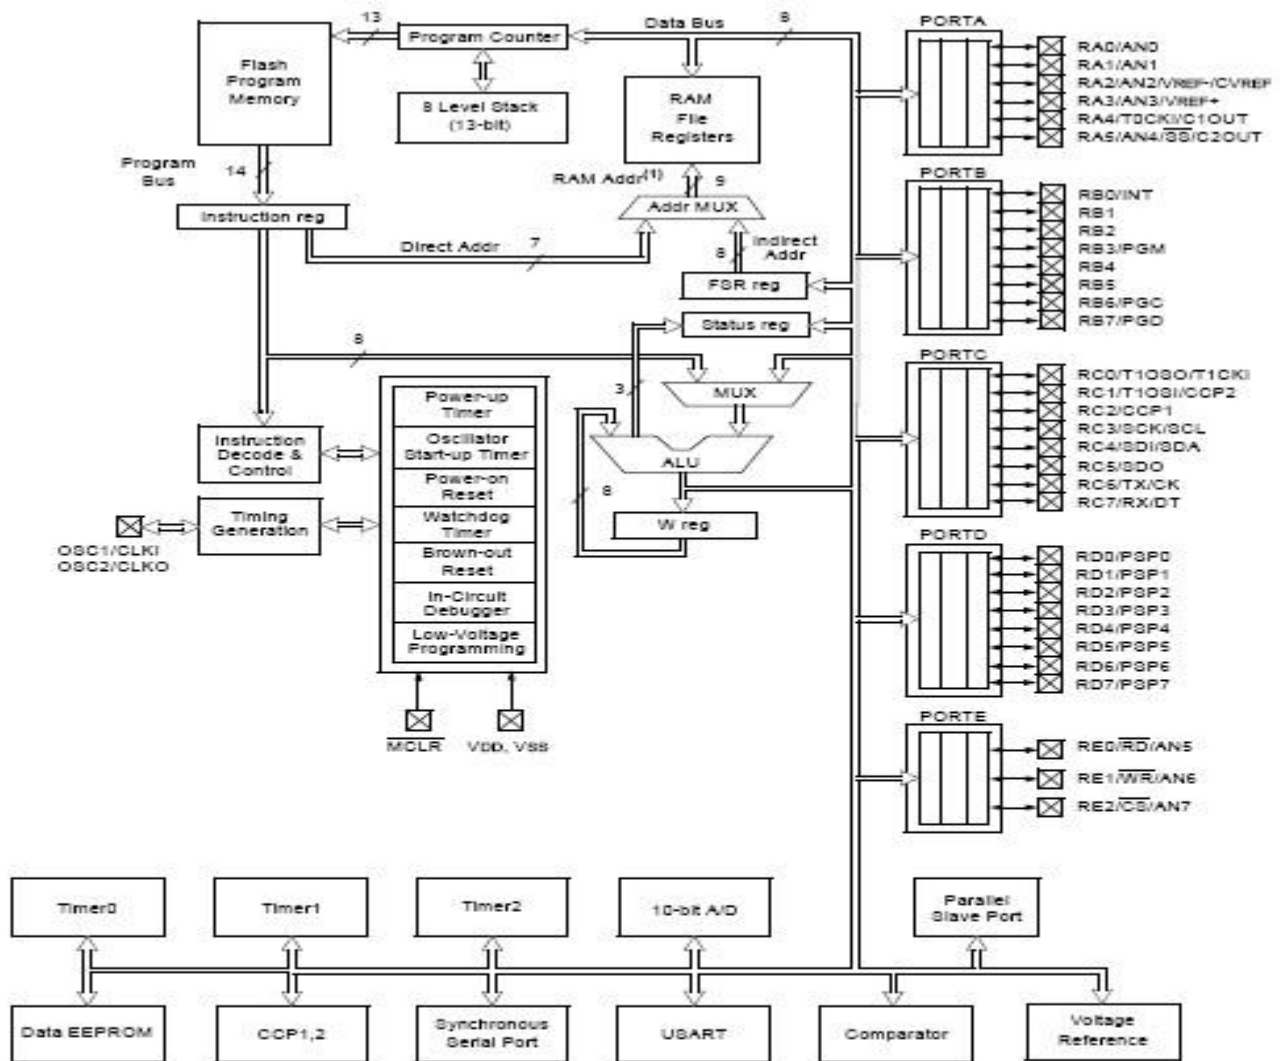 Flash
Program
Memory
13
Program Counter
8 Level Stack
(13-bit)
Data Bus
8
RAM
File
Registers
Program
Bus
14
Instruction reg
RAM Addr(1)
9
Addr MUX
Direct Addr
7
8
Indirect
Addr
FSR reg
Status reg
8
3
MUX
ALU
8
W reg
Instruction
Decode &
Control
Timing
Generation
OSC1/CLKI
OSC2/CLKO
Power-up
Timer
Oscillator
Start-up Timer
Power-on
Reset
Watchdog
Timer
Brown-out
Reset
In-Circuit
Debugger
Low-Voltage
Programming
MCLR
VDD, VSS
PORTA
RA0/AN0
RA1/AN1
RA2/AN2/VREF-/CVREF
RA3/AN3/VREF+
RA4/T0CKI/C1OUT
RA5/AN4/SS/C2OUT
PORTB
RB0/INT
RB1
RB2
RB3/PGM
RB4
RB5
RB6/PGC
RB7/PGD
PORTC
RC0/T1OSO/T1CKI
RC1/T1OSI/CCP2
RC2/CCP1
RC3/SCK/SCL
RC4/SDI/SDA
RC5/SDO
RC6/TX/CK
RC7/RX/DT
PORTD
RD0/PSP0
RD1/PSP1
RD2/PSP2
RD3/PSP3
RD4/PSP4
RD5/PSP5
RD6/PSP6
RD7/PSP7
PORTE
RE0/RD/AN5
RE1/WR/AN6
RE2/CS/AN7
Timer0
Timer1
Timer2
10-bit A/D
Parallel
Slave Port
Data EEPROM
CCP1,2
Synchronous
Serial Port
USART
Comparator
Voltage
Reference